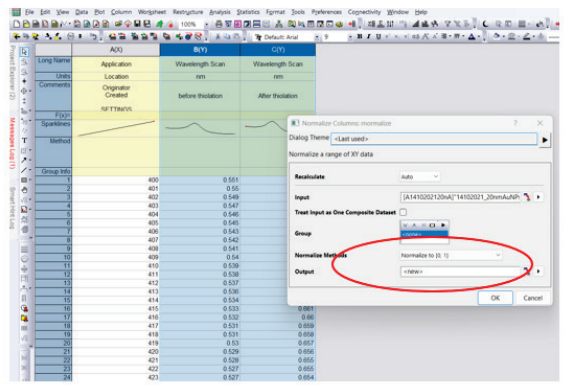 File Edit View Data Plot Column Worksheet Restructure Analysis Statistics Format Tools Preferences Connectivity Window Help
100%
Default Arial 9 B I U
Project Explorer (2)
Messages Log (1)
Smart Hint Log
A(X) B(Y) C(Y)
Long Name Application Wavelength Scan Wavelength Scan
Units Location nm nm
Comments Originator Created SETTINGS before thiolation After thiolation
F(x)=
Sparklines
Method
Group Info
1 400 0.551
2 401 0.55
3 402 0.549
4 403 0.547
5 404 0.546
6 405 0.545
7 406 0.543
8 407 0.542
9 408 0.541
10 409 0.54
11 410 0.539
12 411 0.538
13 412 0.537
14 413 0.536
15 414 0.534
16 415 0.533 0.661
17 416 0.532 0.66
18 417 0.531 0.659
19 418 0.531 0.658
20 419 0.53 0.657
21 420 0.529 0.656
22 421 0.528 0.655
23 422 0.527 0.655
24 423 0.527 0.654
Normalize Columns: rnormalize ? X
Dialog Theme <Last used>
Normalize a range of XY data
Recalculate Auto
Input [A1410202120nA]"14102021_20nmAuNP
Treat Input as One Composite Dataset
Group <none>
Normalize Methods Normalize to [0, 1]
Output <new>
OK Cancel